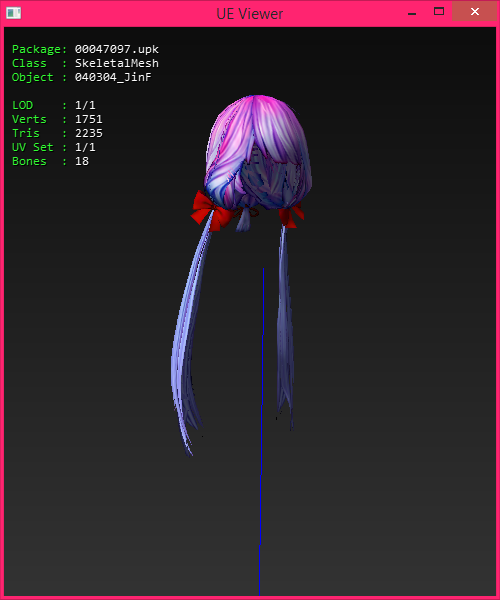 UE Viewer
Package: 00047097.upk
Class  : SkeletalMesh
Object : 040304_JinF
LOD    : 1/1
Verts  : 1751
Tris   : 2235
UV Set : 1/1
Bones  : 18